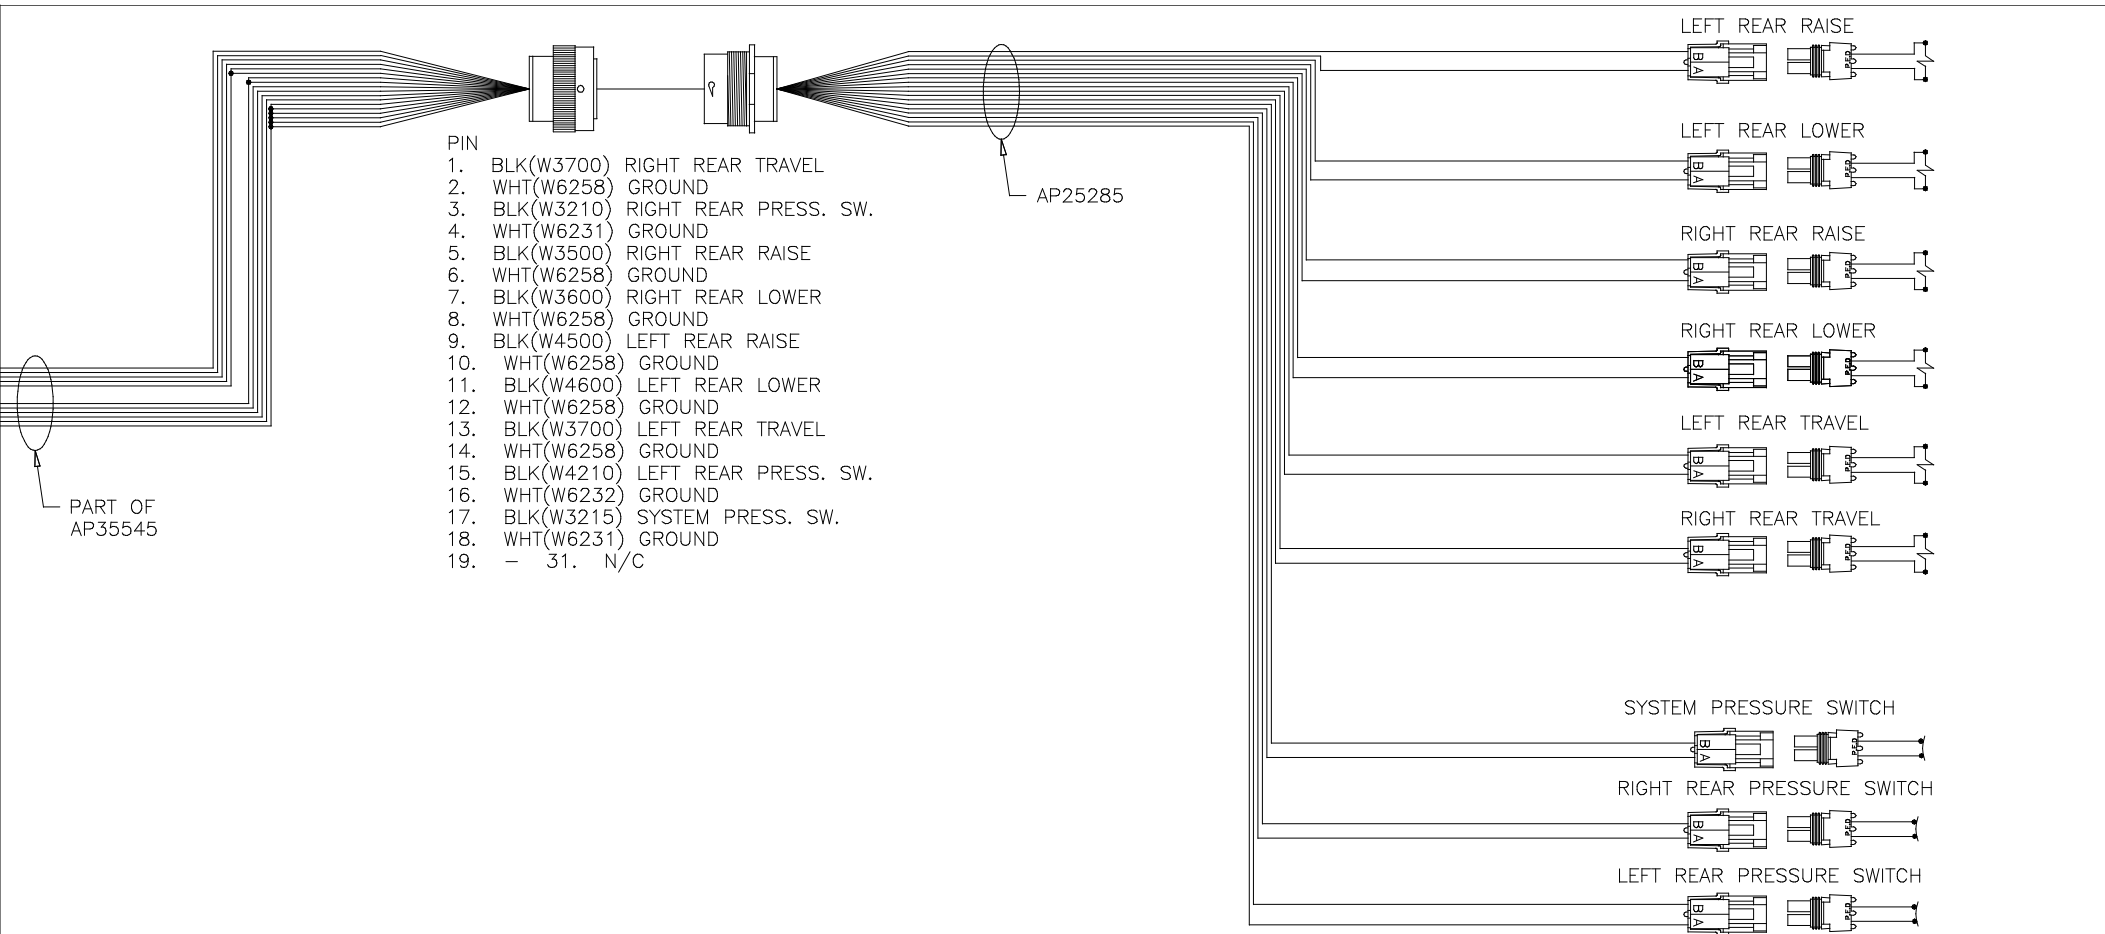 LEFT REAR RAISE
B
A
P.E.D
LEFT REAR LOWER
B
A
P.E.D
PIN
1. BLK(W3700) RIGHT REAR TRAVEL
2. WHT(W6258) GROUND
3. BLK(W3210) RIGHT REAR PRESS. SW.
4. WHT(W6231) GROUND
5. BLK(W3500) RIGHT REAR RAISE
6. WHT(W6258) GROUND
7. BLK(W3600) RIGHT REAR LOWER
8. WHT(W6258) GROUND
9. BLK(W4500) LEFT REAR RAISE
10. WHT(W6258) GROUND
11. BLK(W4600) LEFT REAR LOWER
12. WHT(W6258) GROUND
13. BLK(W3700) LEFT REAR TRAVEL
14. WHT(W6258) GROUND
15. BLK(W4210) LEFT REAR PRESS. SW.
16. WHT(W6232) GROUND
17. BLK(W3215) SYSTEM PRESS. SW.
18. WHT(W6231) GROUND
19. – 31. N/C
AP25285
PART OF
AP35545
RIGHT REAR RAISE
B
A
P.E.D
RIGHT REAR LOWER
B
A
P.E.D
LEFT REAR TRAVEL
B
A
P.E.D
RIGHT REAR TRAVEL
B
A
P.E.D
SYSTEM PRESSURE SWITCH
B
A
P.E.D
RIGHT REAR PRESSURE SWITCH
B
A
P.E.D
LEFT REAR PRESSURE SWITCH
B
A
P.E.D